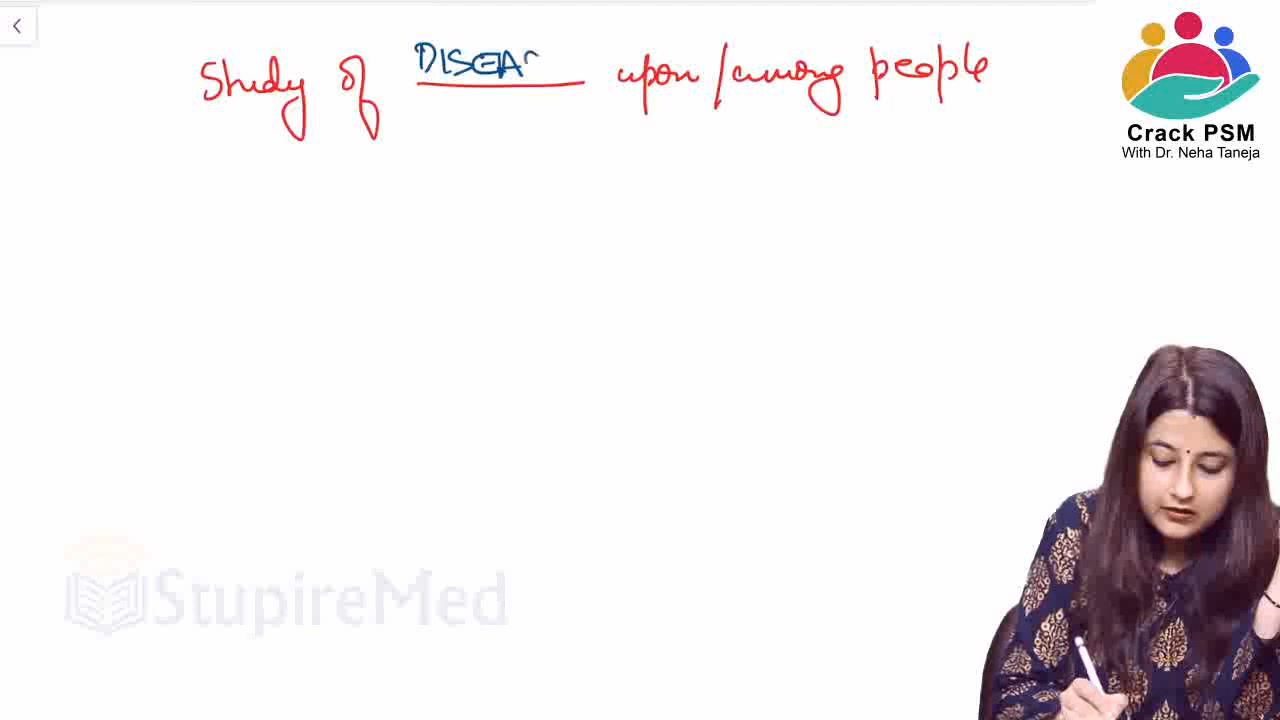 Study of DISEA upon / among people
Crack PSM
With Dr. Neha Taneja
StupireMed